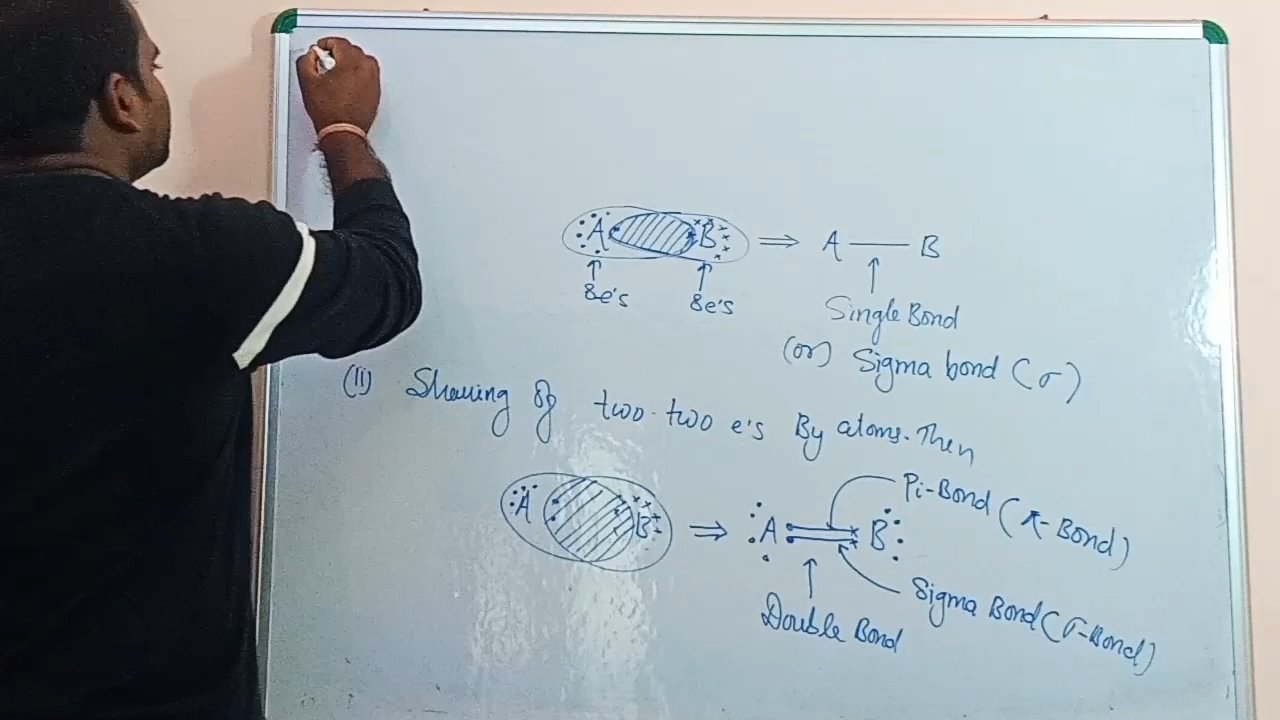 A B ⇒ A — B
8e's 8e's
Single Bond
(or) Sigma bond (σ)
(ii) Sharing of two-two e's By atoms. Then
A B ⇒ A = B
Pi-Bond (π-Bond)
Sigma Bond (σ-Bond)
Double Bond